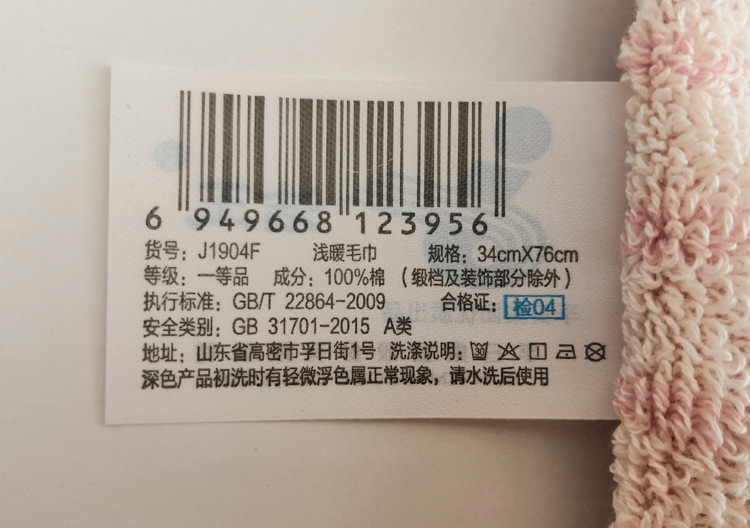 6 949668 123956
货号：J1904F 浅暖毛巾 规格：34cmX76cm
等级：一等品 成分：100%棉（缎档及装饰部分除外）
执行标准：GB/T 22864-2009 合格证：检04
安全类别：GB 31701-2015 A类
地址：山东省高密市孚日街1号 洗涤说明：
深色产品初洗时有轻微浮色属正常现象，请水洗后使用